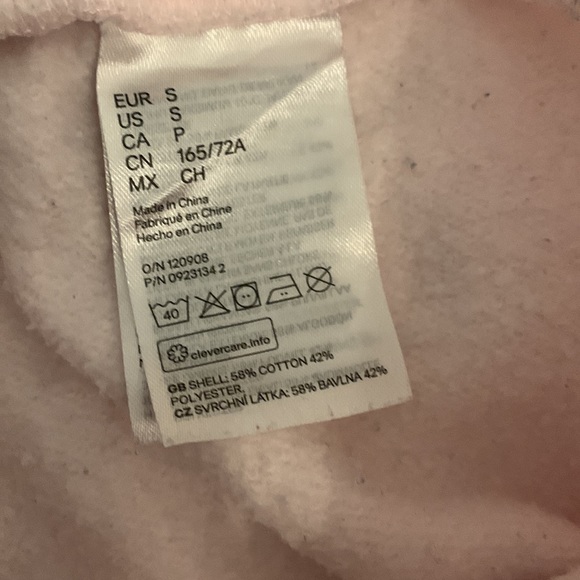 EUR S
US S
CA P
CN 165/72A
MX CH
Made in China
Fabriqué en Chine
Hecho en China
O/N 120908
P/N 0923134 2
40
clevercare.info
GB SHELL: 58% COTTON 42%
POLYESTER.
CZ SVRCHNÍ LÁTKA: 58% BAVLNA 42%